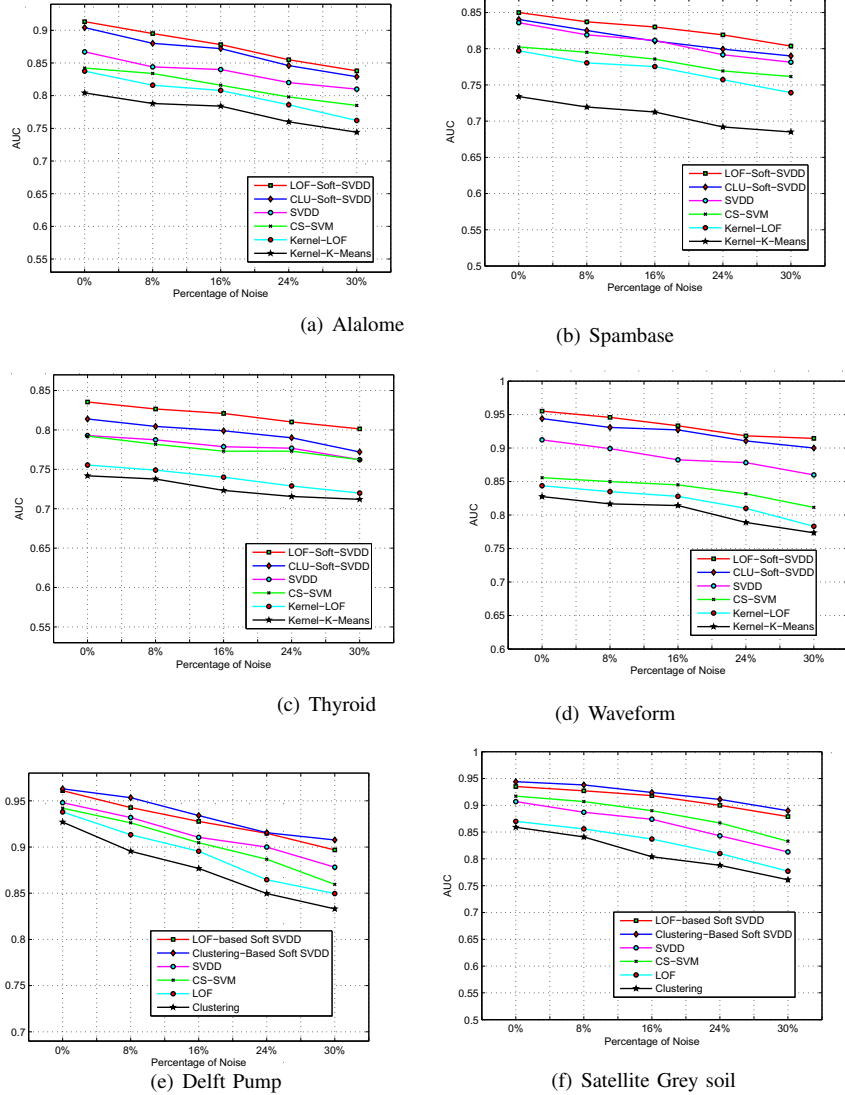 0.9
0.85
0.8
0.75
0.7
0.65
0.6
0.55
AUC
LOF−Soft−SVDD
CLU−Soft−SVDD
SVDD
CS−SVM
Kernel−LOF
Kernel−K−Means
0% 8% 16% 24% 30%
Percentage of Noise
(a) Alalome
0.85
0.8
0.75
0.7
0.65
0.6
0.55
0.5
AUC
LOF−Soft−SVDD
CLU−Soft−SVDD
SVDD
CS−SVM
Kernel−LOF
Kernel−K−Means
0% 8% 16% 24% 30%
Percentage of Noise
(b) Spambase
0.85
0.8
0.75
0.7
0.65
0.6
0.55
AUC
LOF−Soft−SVDD
CLU−Soft−SVDD
SVDD
CS−SVM
Kernel−LOF
Kernel−K−Means
0% 8% 16% 24% 30%
Percentage of Noise
(c) Thyroid
1
0.95
0.9
0.85
0.8
0.75
0.7
0.65
0.6
AUC
LOF−Soft−SVDD
CLU−Soft−SVDD
SVDD
CS−SVM
Kernel−LOF
Kernel−K−Means
0% 8% 16% 24% 30%
Percentage of Noise
(d) Waveform
0.95
0.9
0.85
0.8
0.75
0.7
AUC
LOF−based Soft SVDD
Clustering−Based Soft SVDD
SVDD
CS−SVM
LOF
Clustering
0% 8% 16% 24% 30%
Percentage of Noise
(e) Delft Pump
1
0.95
0.9
0.85
0.8
0.75
0.7
0.95
0.6
0.55
0.5
AUC
LOF−based Soft SVDD
Clustering−Based Soft SVDD
SVDD
CS−SVM
LOF
Clustering
0% 8% 16% 24% 30%
Percentage of Noise
(f) Satellite Grey soil